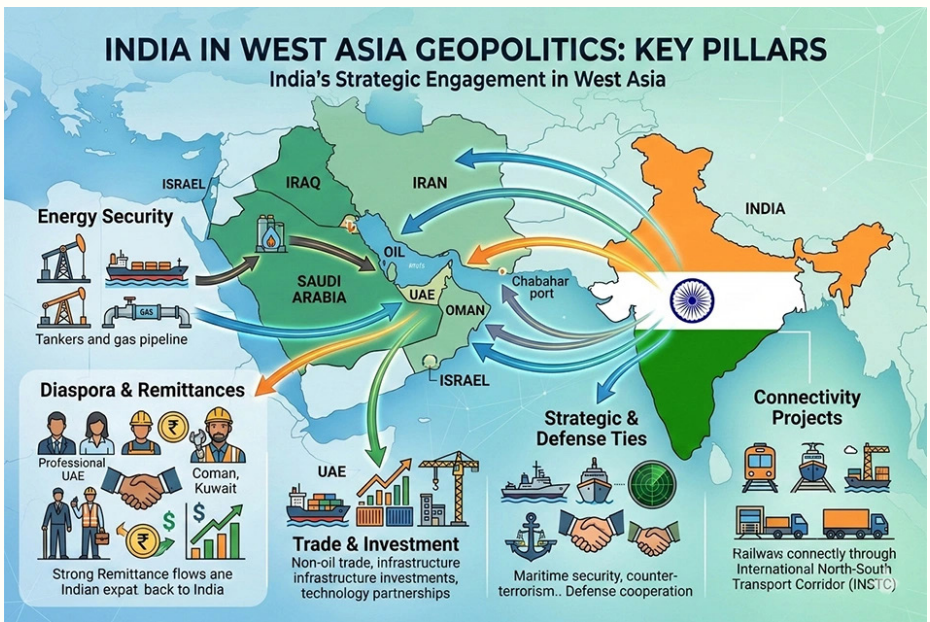 INDIA IN WEST ASIA GEOPOLITICS: KEY PILLARS
India's Strategic Engagement in West Asia
ISRAEL
IRAQ
IRAN
INDIA
Energy Security
OIL
SAUDI
ARABIA
UAE
OMAN
Chabahar
port
GAS
Tankers and gas pipeline
ISRAEL
Diaspora & Remittances
Professional
UAE
Coman,
Kuwait
₹
$
₹
$
Strong Remittance flows ane
Indian expat back to India
UAE
Trade & Investment
Non-oil trade, infrastructure
infrastructure investments,
technology partnerships
Strategic &
Defense Ties
Maritime security, counter-
terrorism.. Defense cooperation
Connectivity
Projects
Railwavs connectly through
International North-South
Transport Corridor (INSTC)